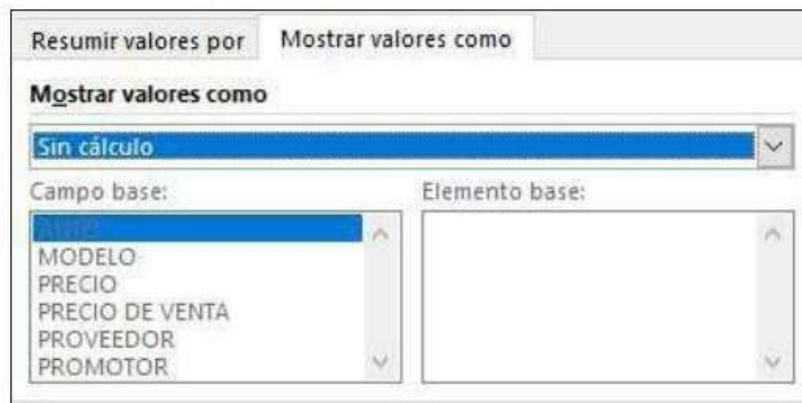 Resumir valores por
Mostrar valores como
Mostrar valores como
Sin cálculo
Campo base:
Elemento base:
MODELO
PRECIO
PRECIO DE VENTA
PROVEEDOR
PROMOTOR